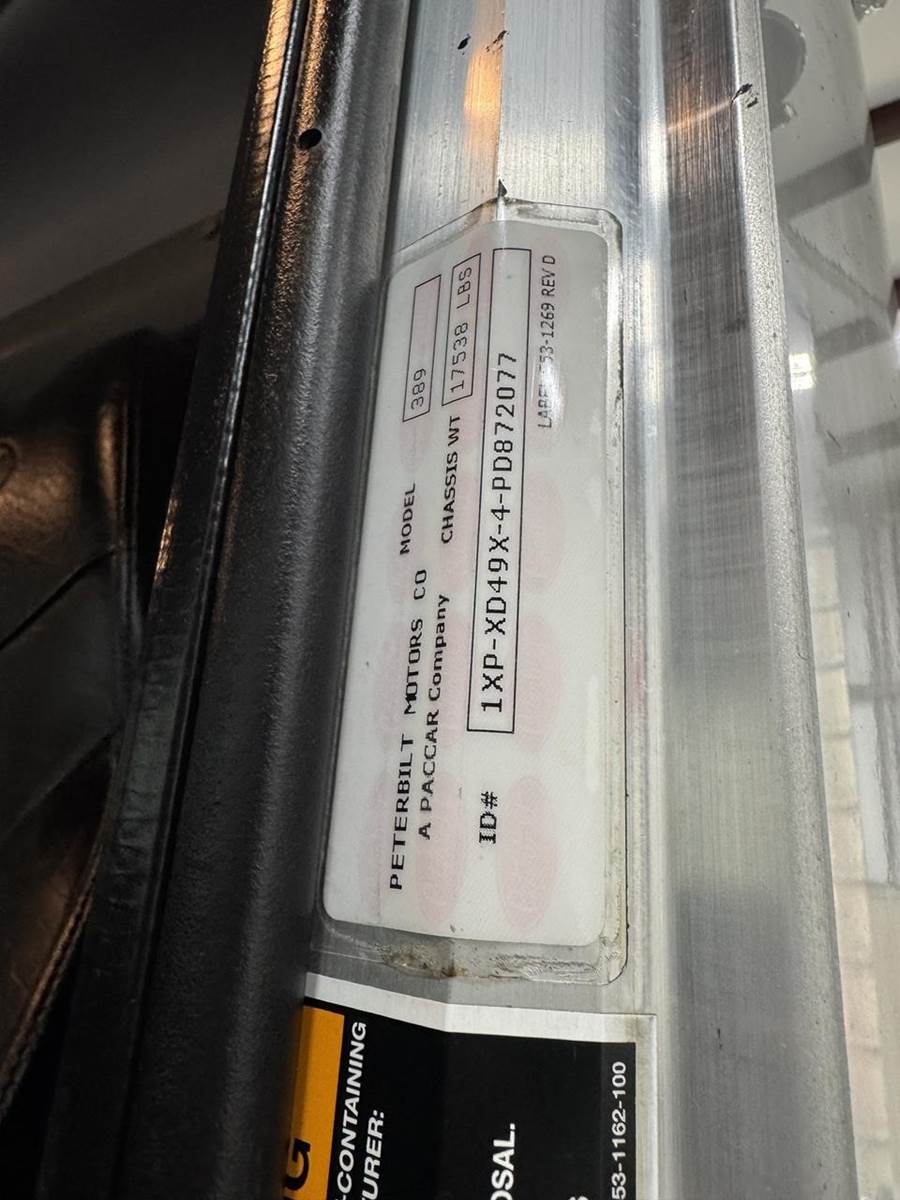 PETERBILT MOTORS CO MODEL 389
A PACCAR Company CHASSIS WT 17538 LBS
ID# 1XP-XD49X-4-PD872077
LABEL 53-1269 REV D
-CONTAINING
URER:
OSAL.
53-1162-100